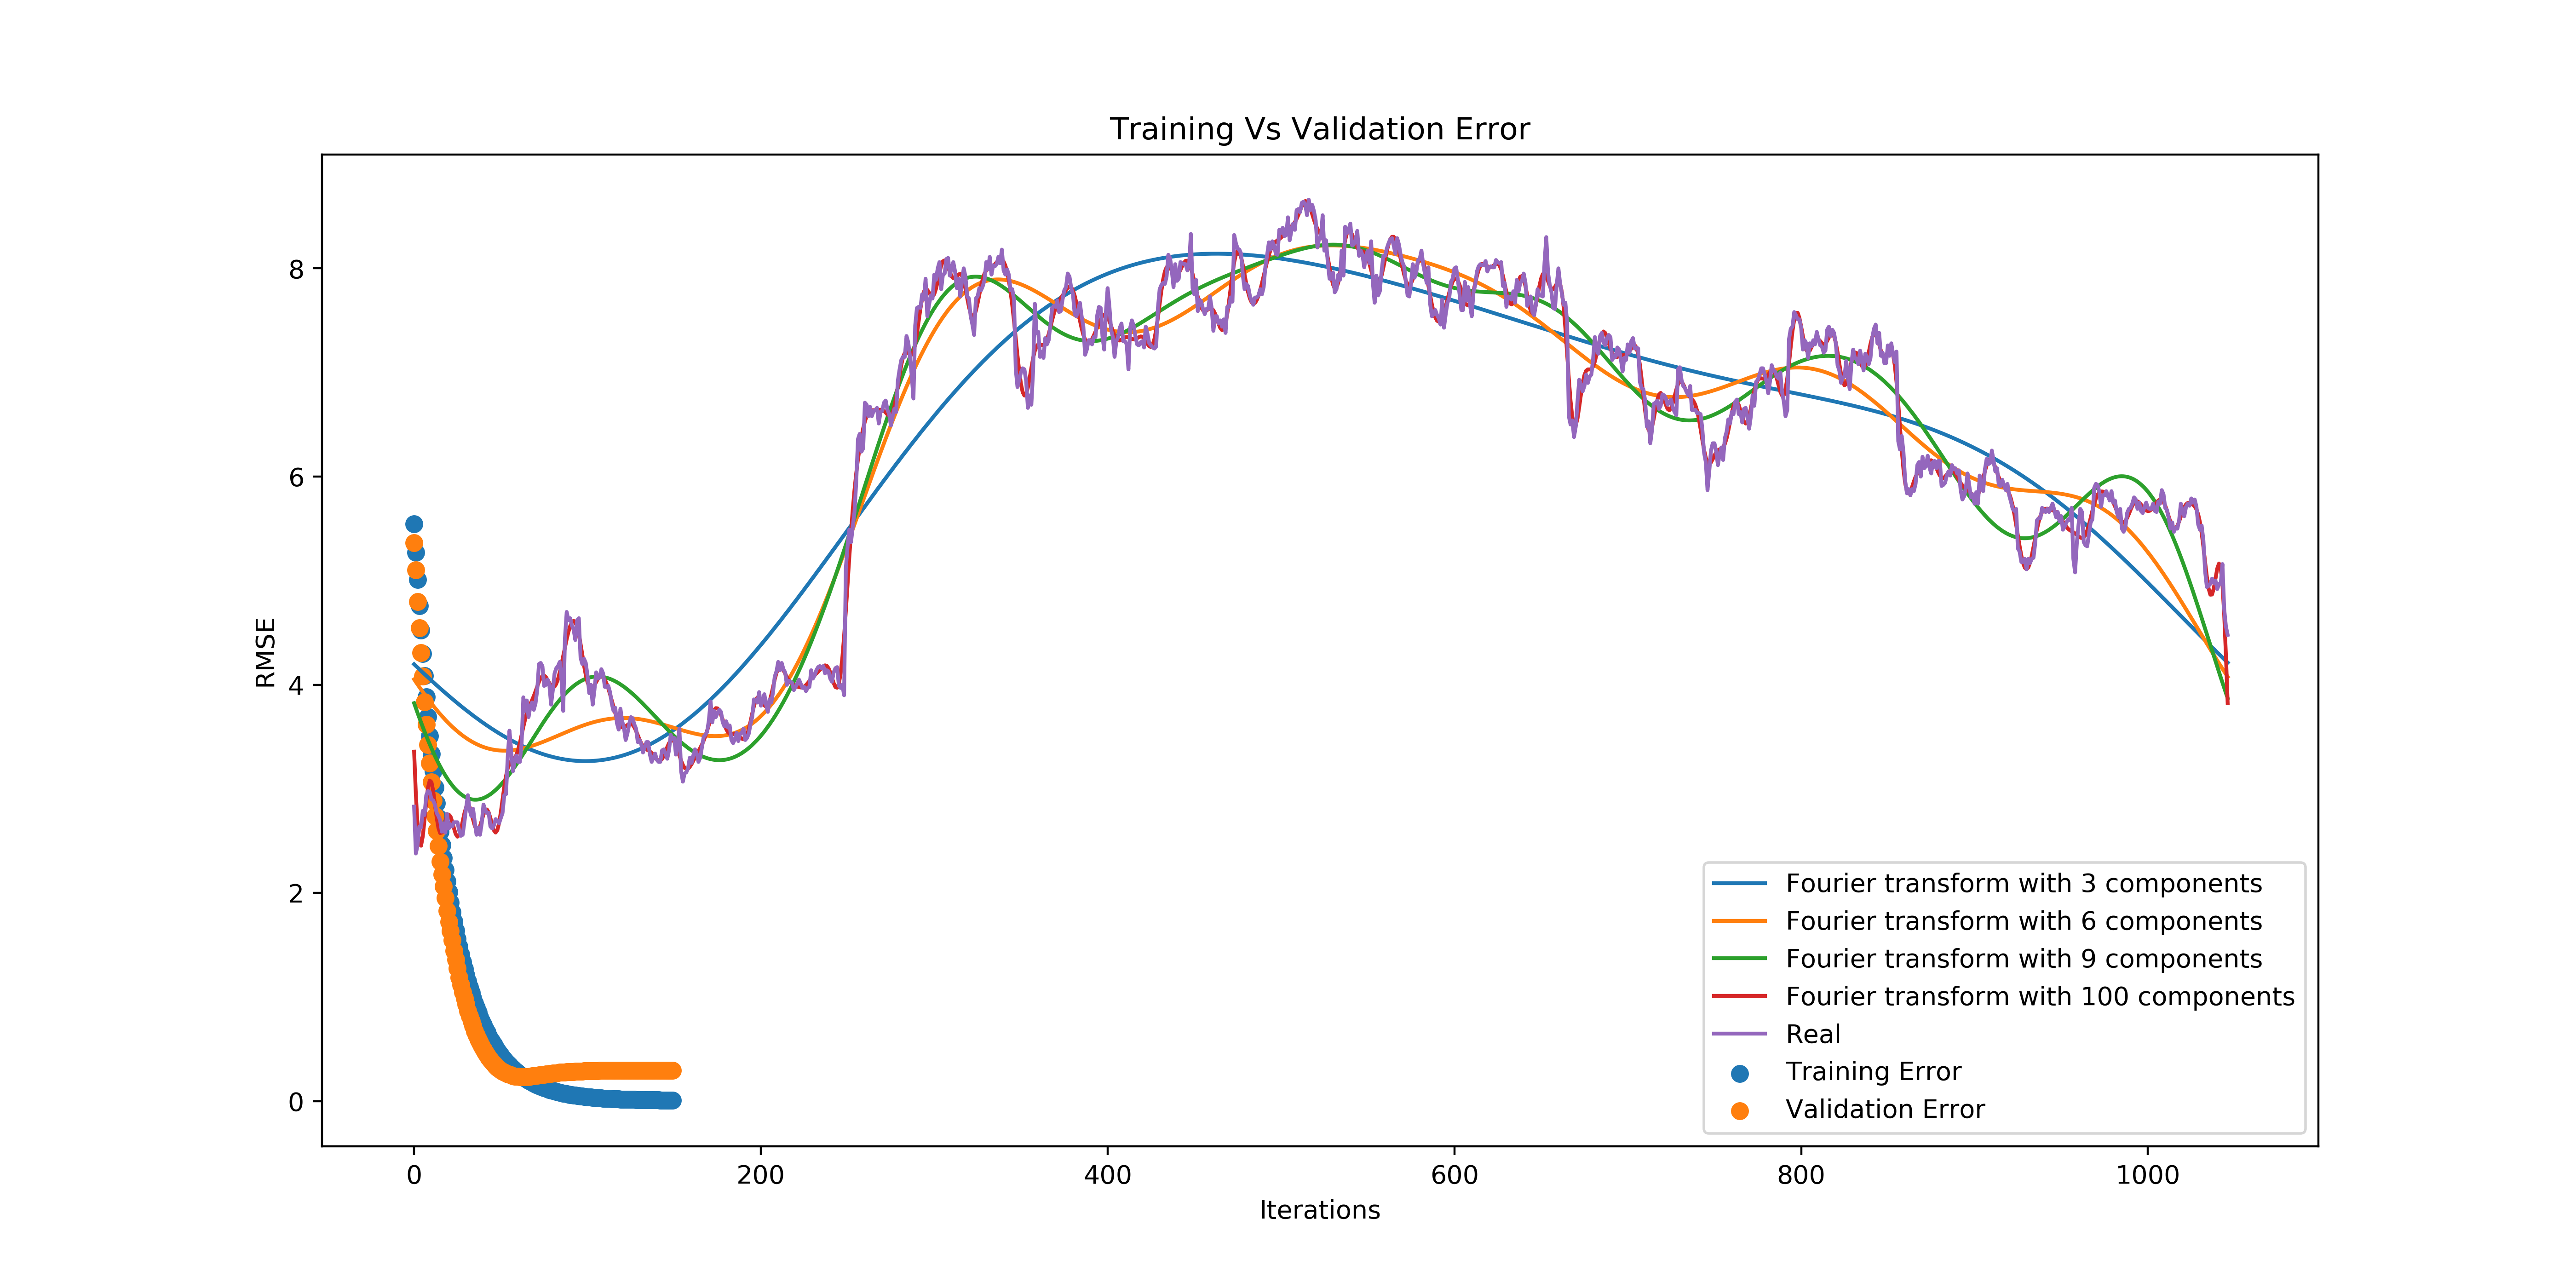 Training Vs Validation Error
RMSE
8
6
4
2
0
0 200 400 600 800 1000
Iterations
Fourier transform with 3 components
Fourier transform with 6 components
Fourier transform with 9 components
Fourier transform with 100 components
Real
Training Error
Validation Error